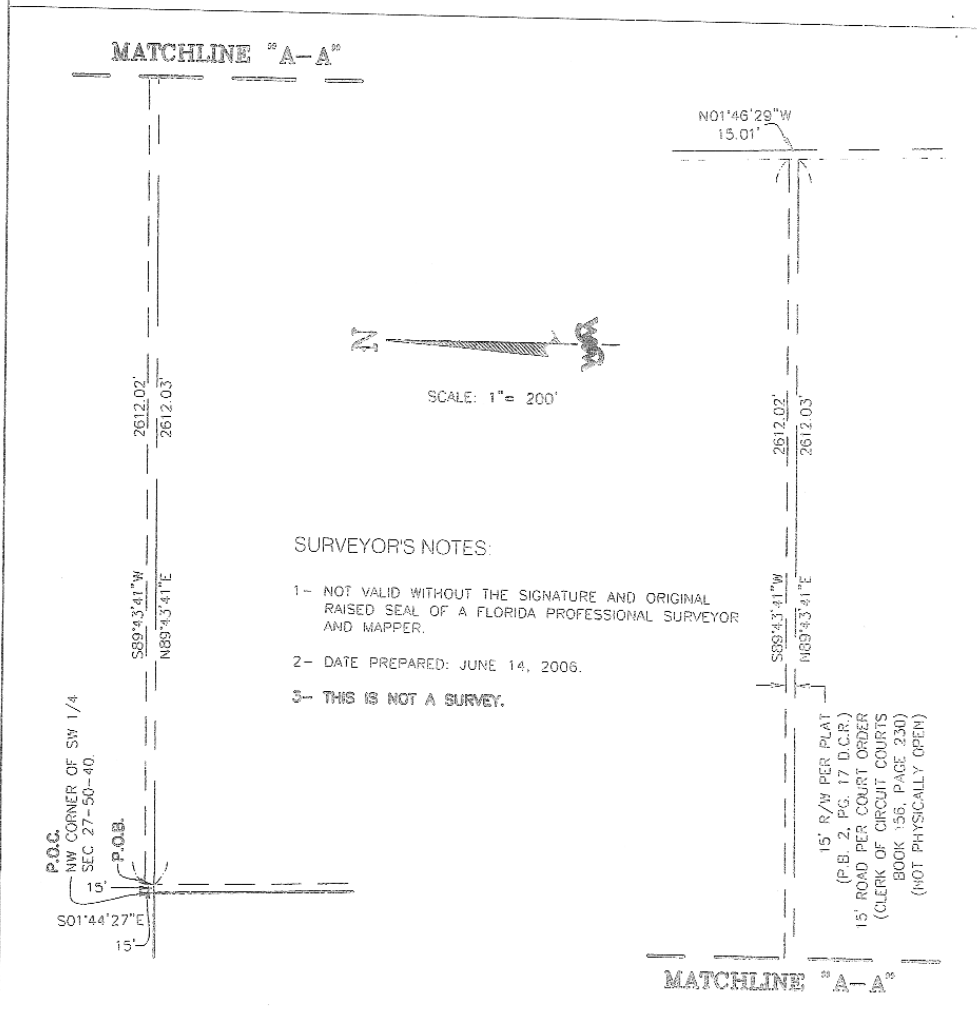 MATCHLINE "A-A"
N01°46'29"W
15.01'
2612.02'
2612.03'
N
SCALE: 1"= 200'
2612.02'
2612.03'
SURVEYOR'S NOTES:
1- NOT VALID WITHOUT THE SIGNATURE AND ORIGINAL
RAISED SEAL OF A FLORIDA PROFESSIONAL SURVEYOR
AND MAPPER.
2- DATE PREPARED: JUNE 14, 2006.
3- THIS IS NOT A SURVEY.
S89°43'41"W
N89°43'41"E
S89°43'41"W
N89°43'41"E
P.O.C.
NW CORNER OF SW 1/4
SEC 27-50-40.
P.O.B.
15'
S01°44'27"E
15'
15' R/W PER PLAT
(P.B. 2, PG. 17 D.C.R.)
15' ROAD PER COURT ORDER
(CLERK OF CIRCUIT COURTS
BOOK 156, PAGE 230)
(NOT PHYSICALLY OPEN)
MATCHLINE "A-A"